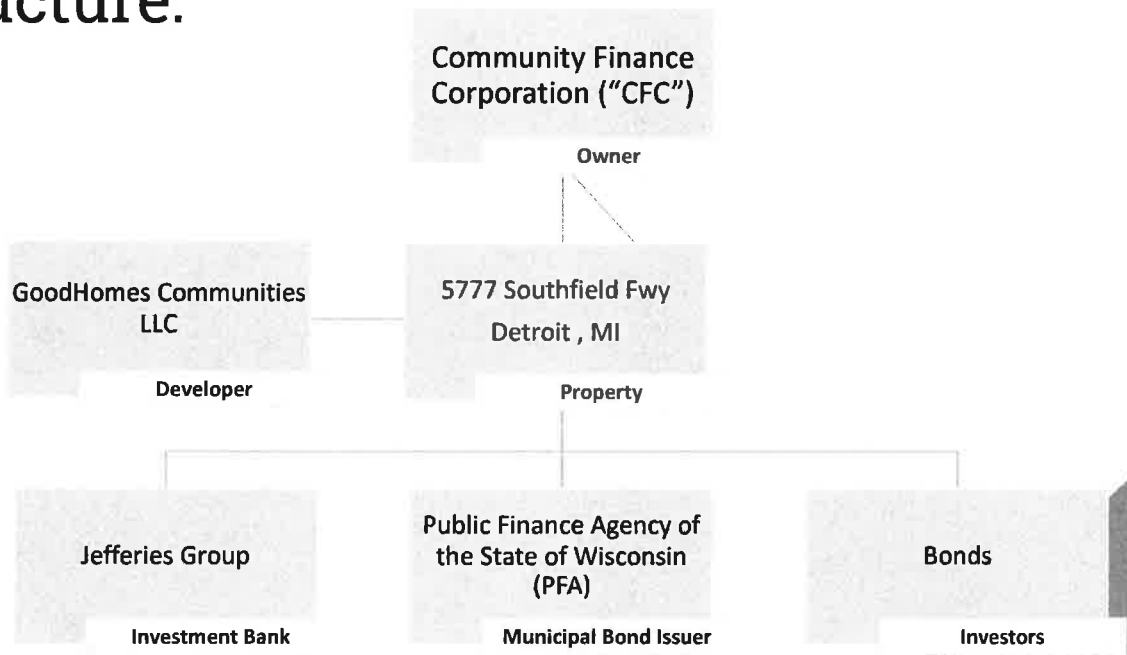 ucture:
Community Finance
Corporation (“CFC”)
Owner
GoodHomes Communities
LLC
Developer
5777 Southfield Fwy
Detroit , MI
Property
Jefferies Group
Investment Bank
Public Finance Agency of
the State of Wisconsin
(PFA)
Municipal Bond Issuer
Bonds
Investors